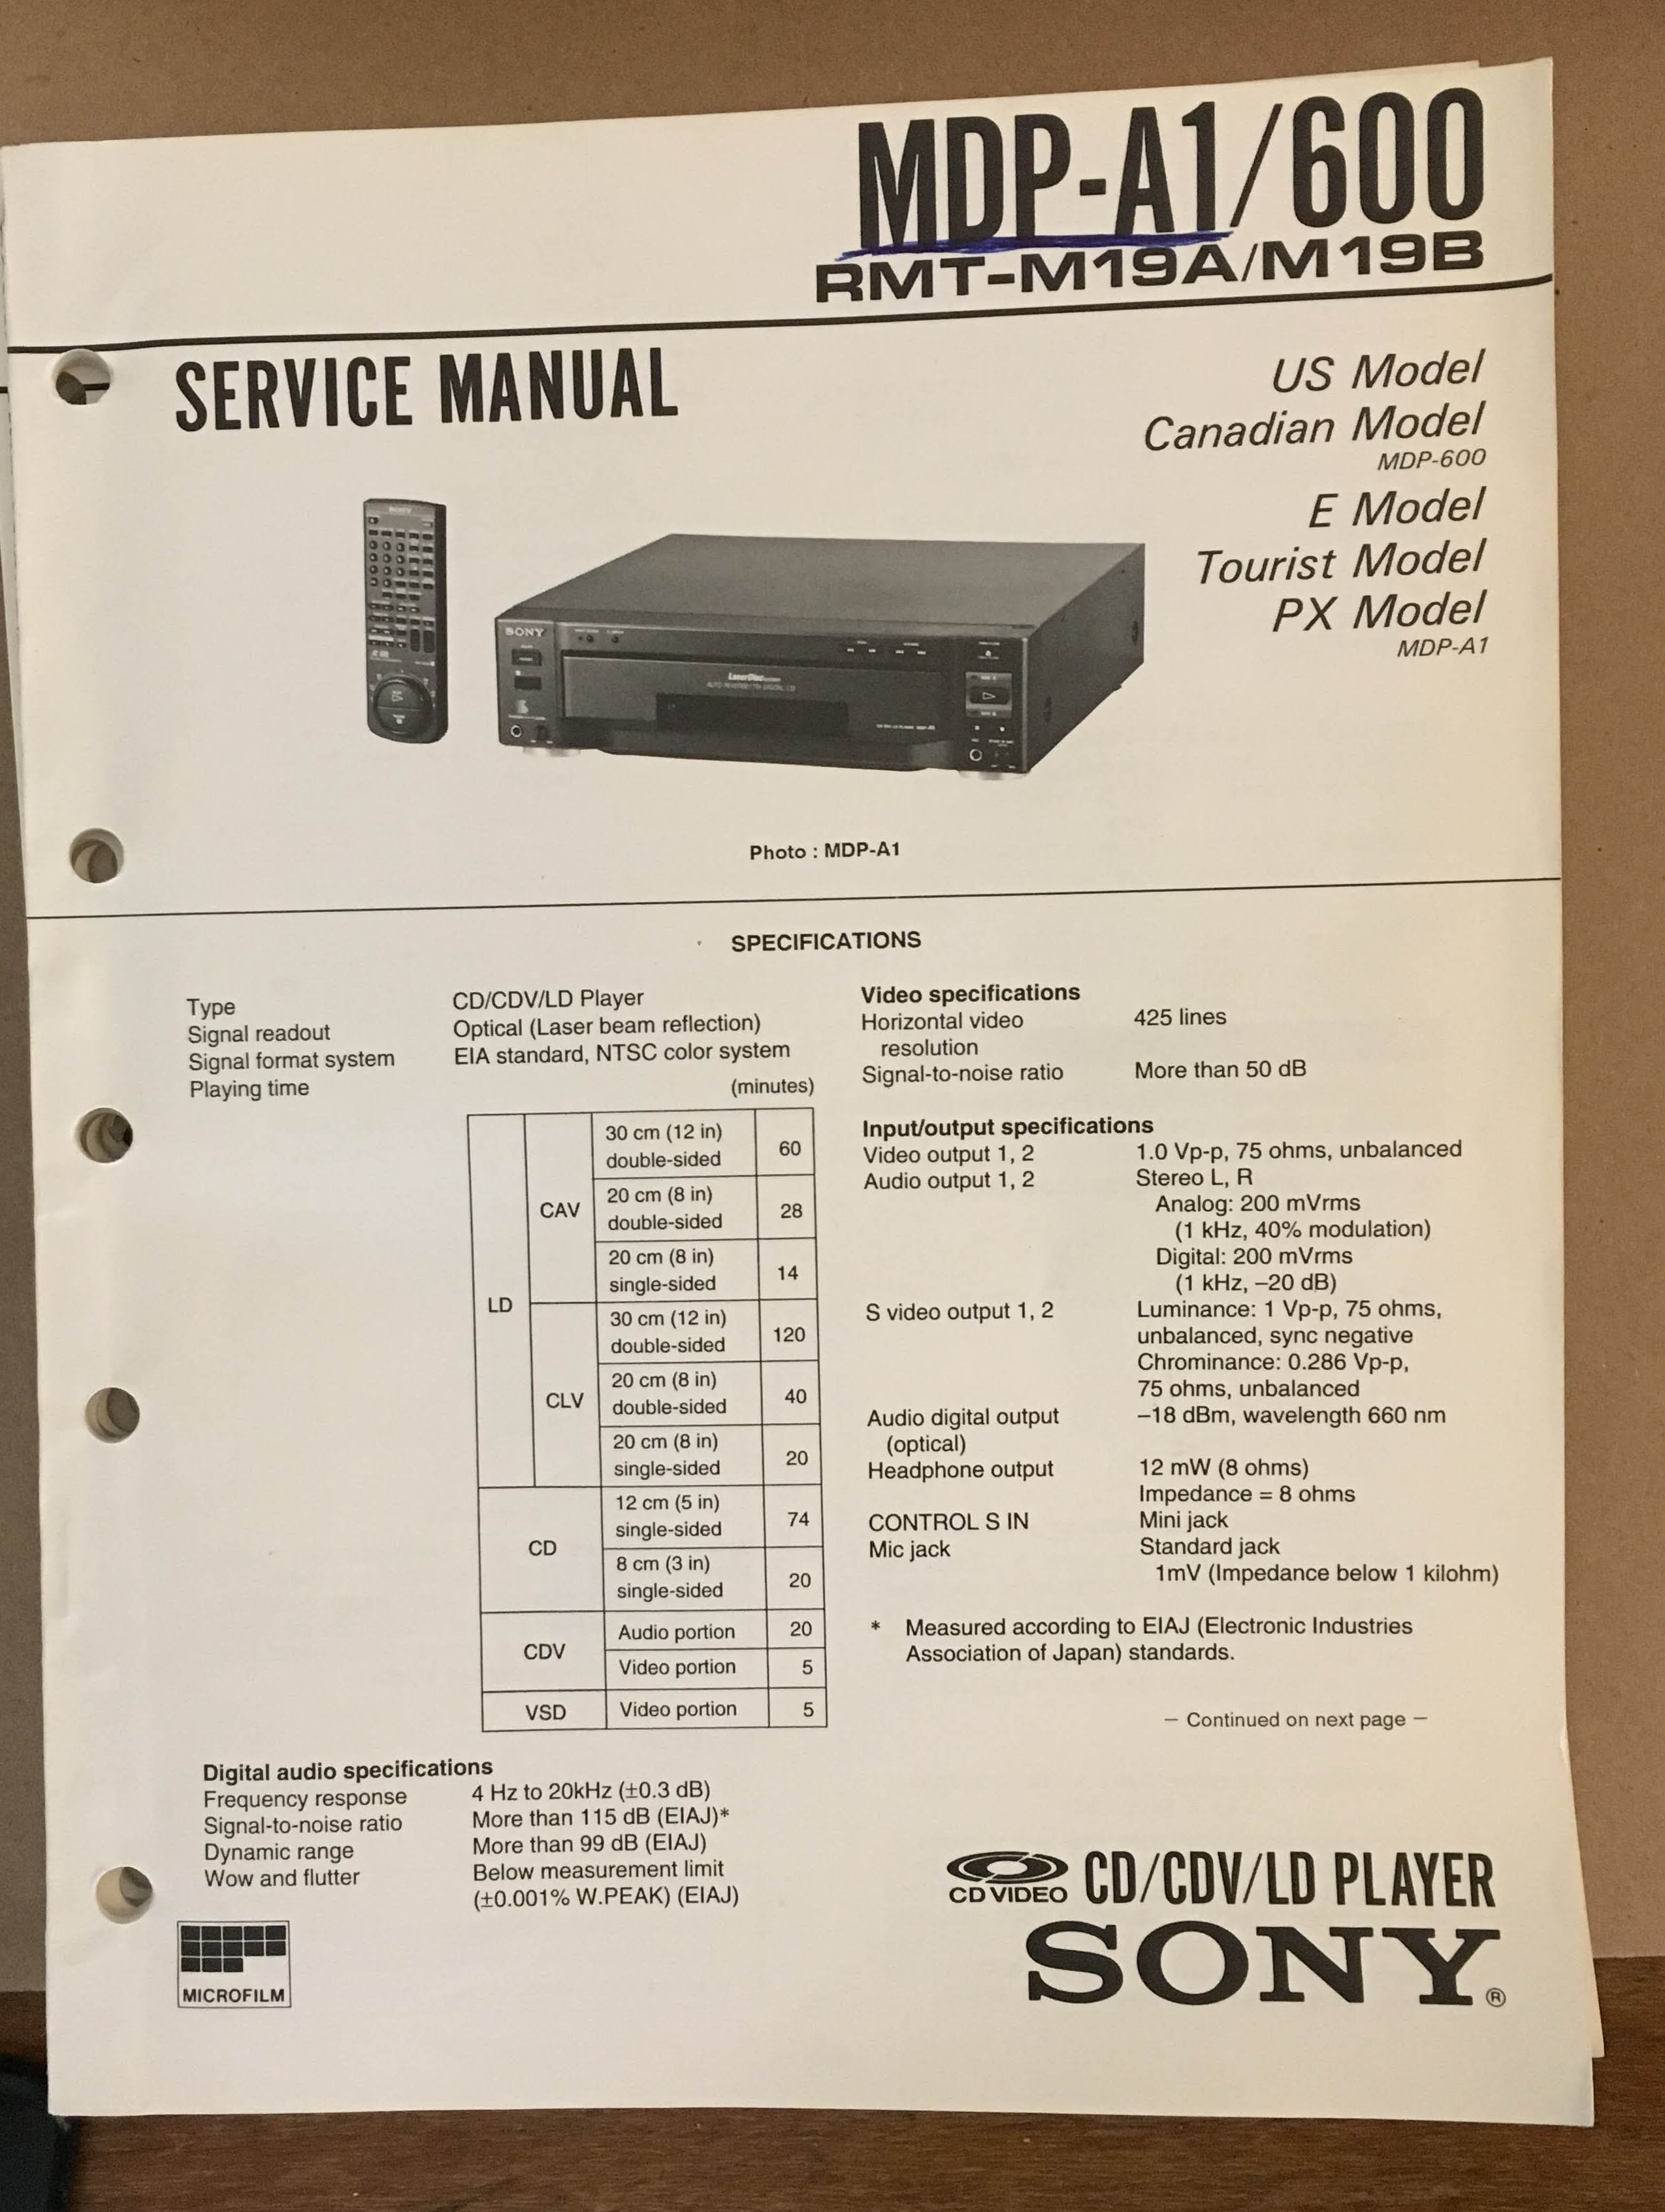 MDP-A1/600
RMT-M19A/M19B
SERVICE MANUAL
US Model
Canadian Model
MDP-600
E Model
Tourist Model
PX Model
MDP-A1
SONY
SONY
LaserDisc
Photo : MDP-A1
SPECIFICATIONS
Type CD/CDV/LD Player
Signal readout Optical (Laser beam reflection)
Signal format system EIA standard, NTSC color system
Playing time (minutes)
LD CAV 30 cm (12 in) double-sided 60
20 cm (8 in) double-sided 28
20 cm (8 in) single-sided 14
CLV 30 cm (12 in) double-sided 120
20 cm (8 in) double-sided 40
20 cm (8 in) single-sided 20
CD 12 cm (5 in) single-sided 74
8 cm (3 in) single-sided 20
CDV Audio portion 20
Video portion 5
VSD Video portion 5
Digital audio specifications
Frequency response 4 Hz to 20kHz (±0.3 dB)
Signal-to-noise ratio More than 115 dB (EIAJ)*
Dynamic range More than 99 dB (EIAJ)
Wow and flutter Below measurement limit
(±0.001% W.PEAK) (EIAJ)
Video specifications
Horizontal video 425 lines
resolution
Signal-to-noise ratio More than 50 dB
Input/output specifications
Video output 1, 2 1.0 Vp-p, 75 ohms, unbalanced
Audio output 1, 2 Stereo L, R
Analog: 200 mVrms
(1 kHz, 40% modulation)
Digital: 200 mVrms
(1 kHz, –20 dB)
S video output 1, 2 Luminance: 1 Vp-p, 75 ohms,
unbalanced, sync negative
Chrominance: 0.286 Vp-p,
75 ohms, unbalanced
Audio digital output –18 dBm, wavelength 660 nm
(optical)
Headphone output 12 mW (8 ohms)
Impedance = 8 ohms
CONTROL S IN Mini jack
Mic jack Standard jack
1mV (Impedance below 1 kilohm)
* Measured according to EIAJ (Electronic Industries
Association of Japan) standards.
— Continued on next page —
MICROFILM
CD VIDEO
CD/CDV/LD PLAYER
SONY®